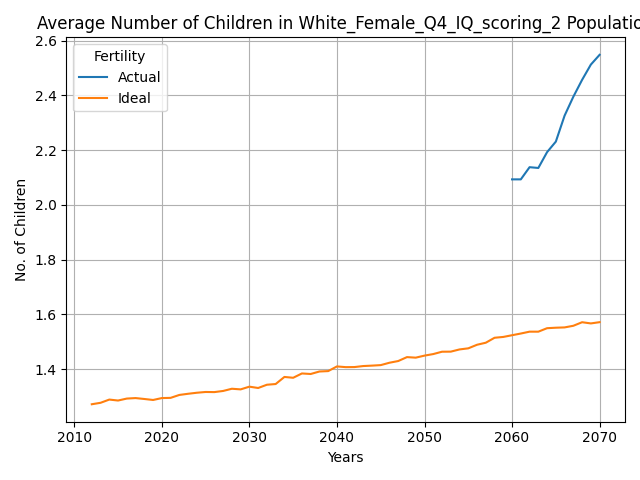 Average Number of Children in White_Female_Q4_IQ_scoring_2 Populatio
2.6
2.4
2.2
2.0
1.8
1.6
1.4
No. of Children
Fertility
Actual
Ideal
2010 2020 2030 2040 2050 2060 2070
Years